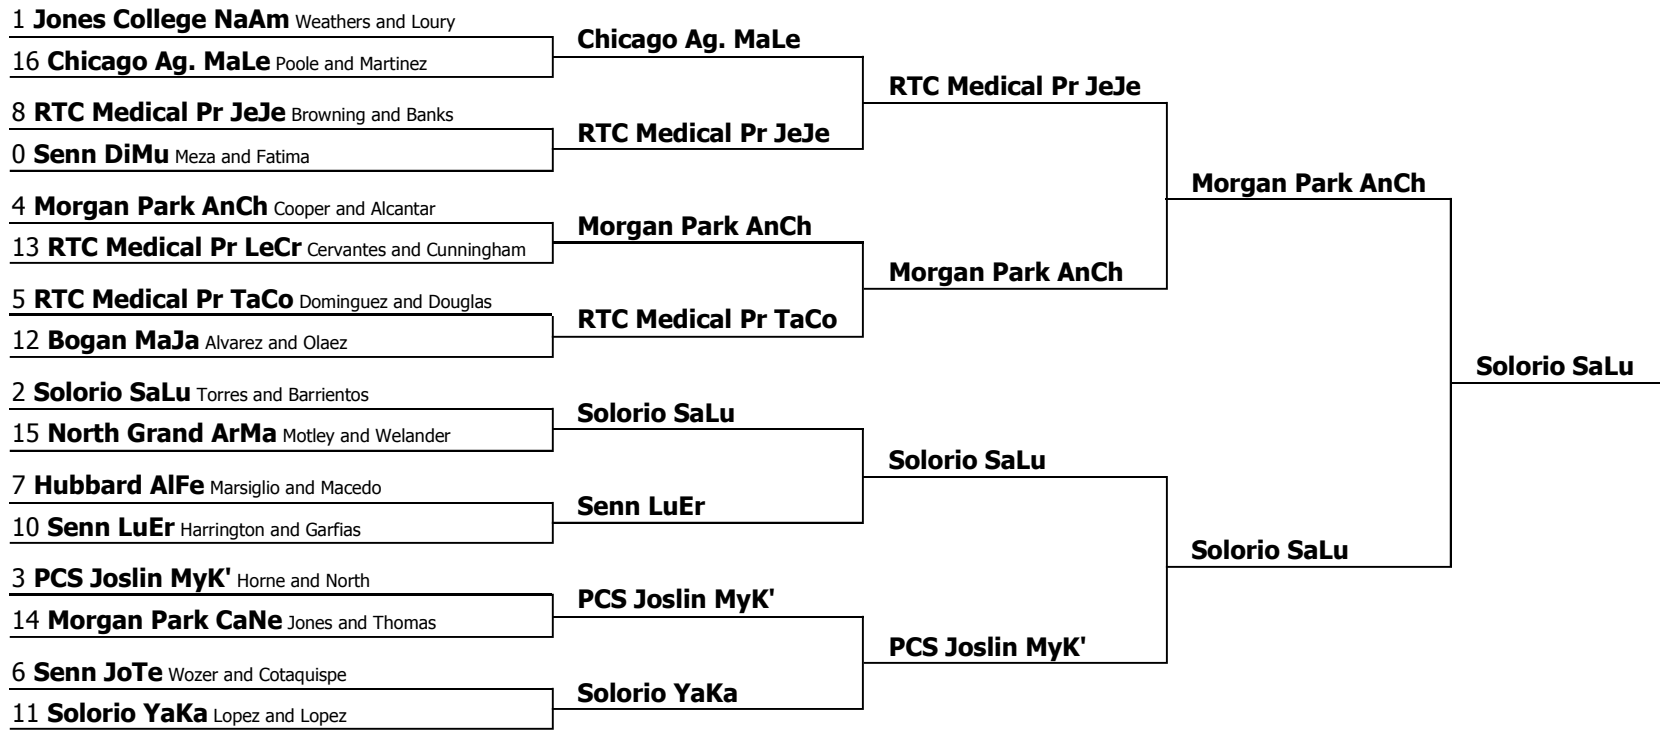 1 Jones College NaAm Weathers and Loury
16 Chicago Ag. MaLe Poole and Martinez
8 RTC Medical Pr JeJe Browning and Banks
0 Senn DiMu Meza and Fatima
4 Morgan Park AnCh Cooper and Alcantar
13 RTC Medical Pr LeCr Cervantes and Cunningham
5 RTC Medical Pr TaCo Dominguez and Douglas
12 Bogan MaJa Alvarez and Olaez
2 Solorio SaLu Torres and Barrientos
15 North Grand ArMa Motley and Welander
7 Hubbard AlFe Marsiglio and Macedo
10 Senn LuEr Harrington and Garfias
3 PCS Joslin MyK' Horne and North
14 Morgan Park CaNe Jones and Thomas
6 Senn JoTe Wozer and Cotaquispe
11 Solorio YaKa Lopez and Lopez
Chicago Ag. MaLe
RTC Medical Pr JeJe
Morgan Park AnCh
RTC Medical Pr TaCo
Solorio SaLu
Senn LuEr
PCS Joslin MyK'
Solorio YaKa
RTC Medical Pr JeJe
Morgan Park AnCh
Solorio SaLu
PCS Joslin MyK'
Morgan Park AnCh
Solorio SaLu
Solorio SaLu